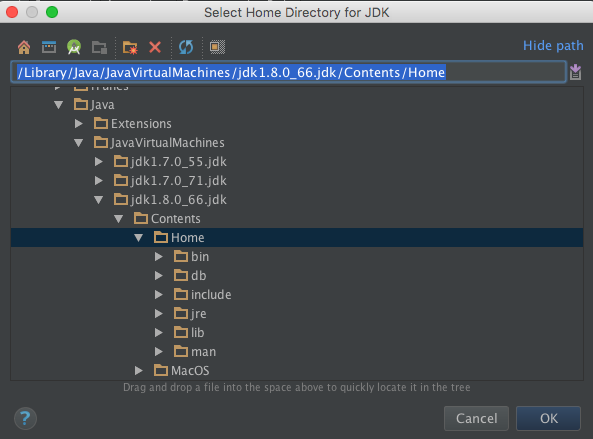 Select Home Directory for JDK
Hide path
/Library/Java/JavaVirtualMachines/jdk1.8.0_66.jdk/Contents/Home
iTunes
Java
Extensions
JavaVirtualMachines
jdk1.7.0_55.jdk
jdk1.7.0_71.jdk
jdk1.8.0_66.jdk
Contents
Home
bin
db
include
jre
lib
man
MacOS
Drag and drop a file into the space above to quickly locate it in the tree
?
Cancel
OK